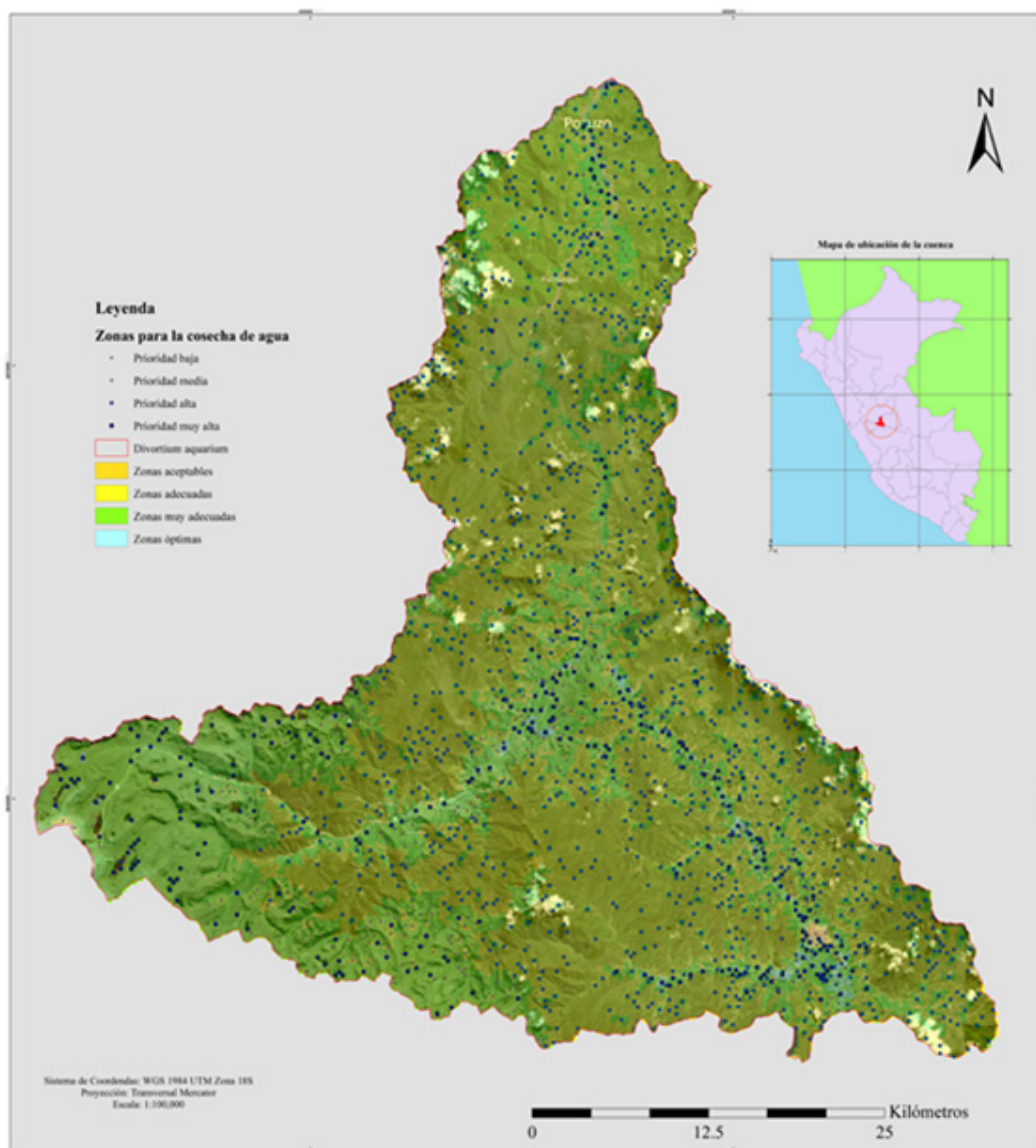 Pozuzo
N
Mapa de ubicación de la cuenca
Leyenda
Zonas para la cosecha de agua
Prioridad baja
Prioridad media
Prioridad alta
Prioridad muy alta
Divortium aquarium
Zonas aceptables
Zonas adecuadas
Zonas muy adecuadas
Zonas óptimas
Sistema de Coordendas: WGS 1984 UTM Zona 18S
Proyección: Transversal Mercator
Escala: 1:100,000
Kilómetros
0 12.5 25